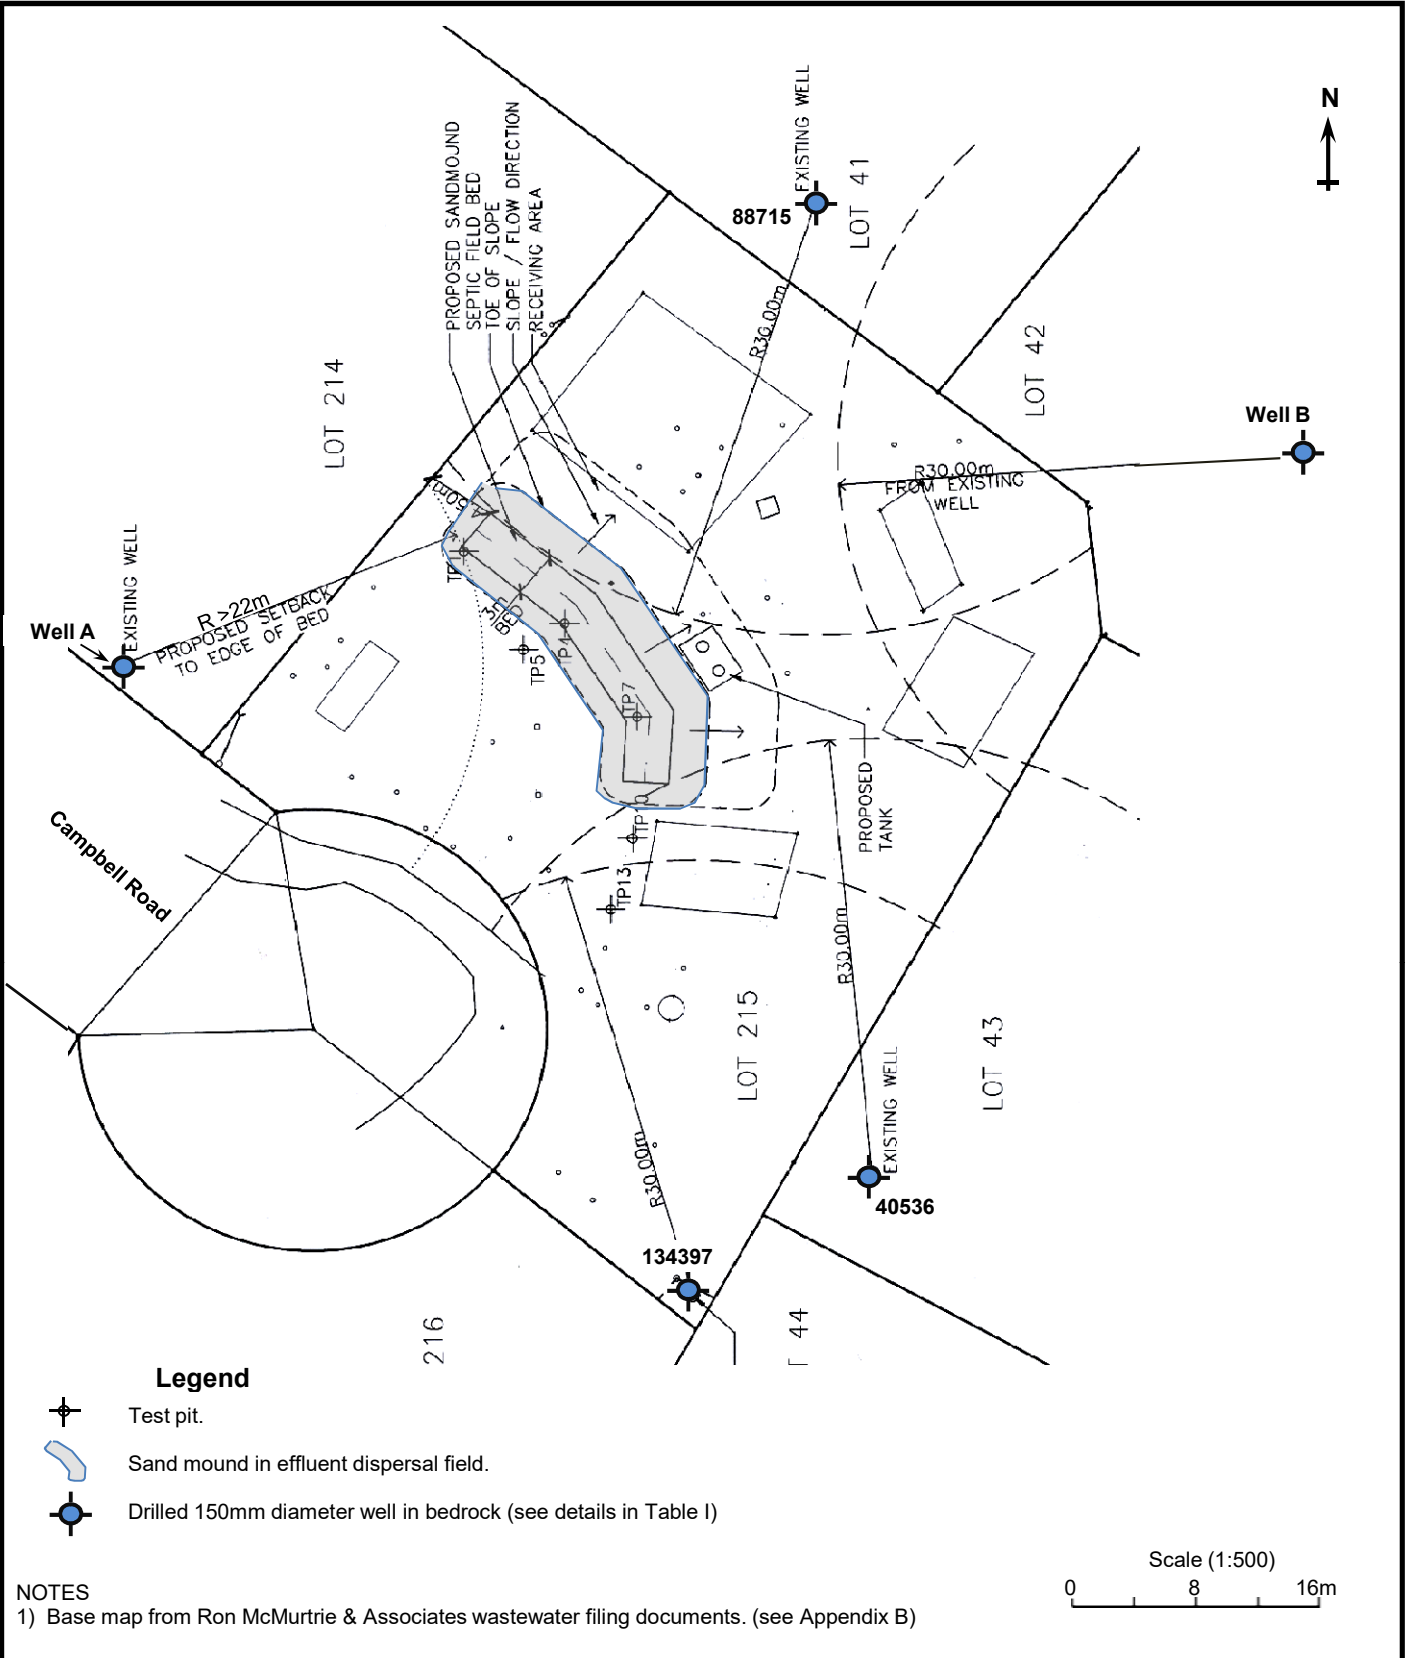 N
PROPOSED SANDMOUND
SEPTIC FIELD BED
TOE OF SLOPE
SLOPE / FLOW DIRECTION
RECEIVING AREA
EXISTING WELL
88715
LOT 41
R30.00m
LOT 42
LOT 214
Well B
R30.00m
FROM EXISTING
WELL
EXISTING WELL
Well A
R >22m
PROPOSED SETBACK
TO EDGE OF BED
BED
TP5
TP4
TP7
TP13
PROPOSED
TANK
Campbell Road
R30.00m
R30.00m
LOT 215
LOT 43
EXISTING WELL
40536
134397
216
44
Legend
Test pit.
Sand mound in effluent dispersal field.
Drilled 150mm diameter well in bedrock (see details in Table I)
Scale (1:500)
0 8 16m
NOTES
1) Base map from Ron McMurtrie & Associates wastewater filing documents. (see Appendix B)